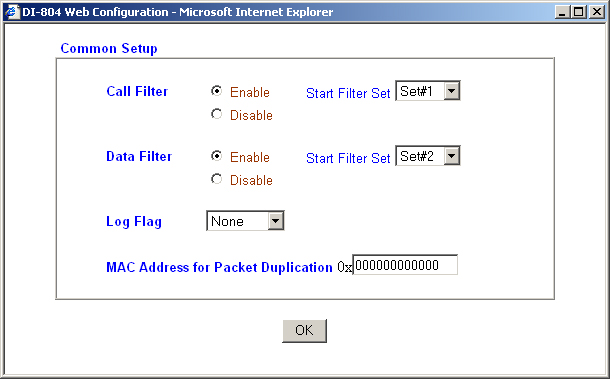 DI-804 Web Configuration - Microsoft Internet Explorer
Common Setup
Call Filter Enable Start Filter Set Set#1
Disable
Data Filter Enable Start Filter Set Set#2
Disable
Log Flag None
MAC Address for Packet Duplication 0x000000000000
OK